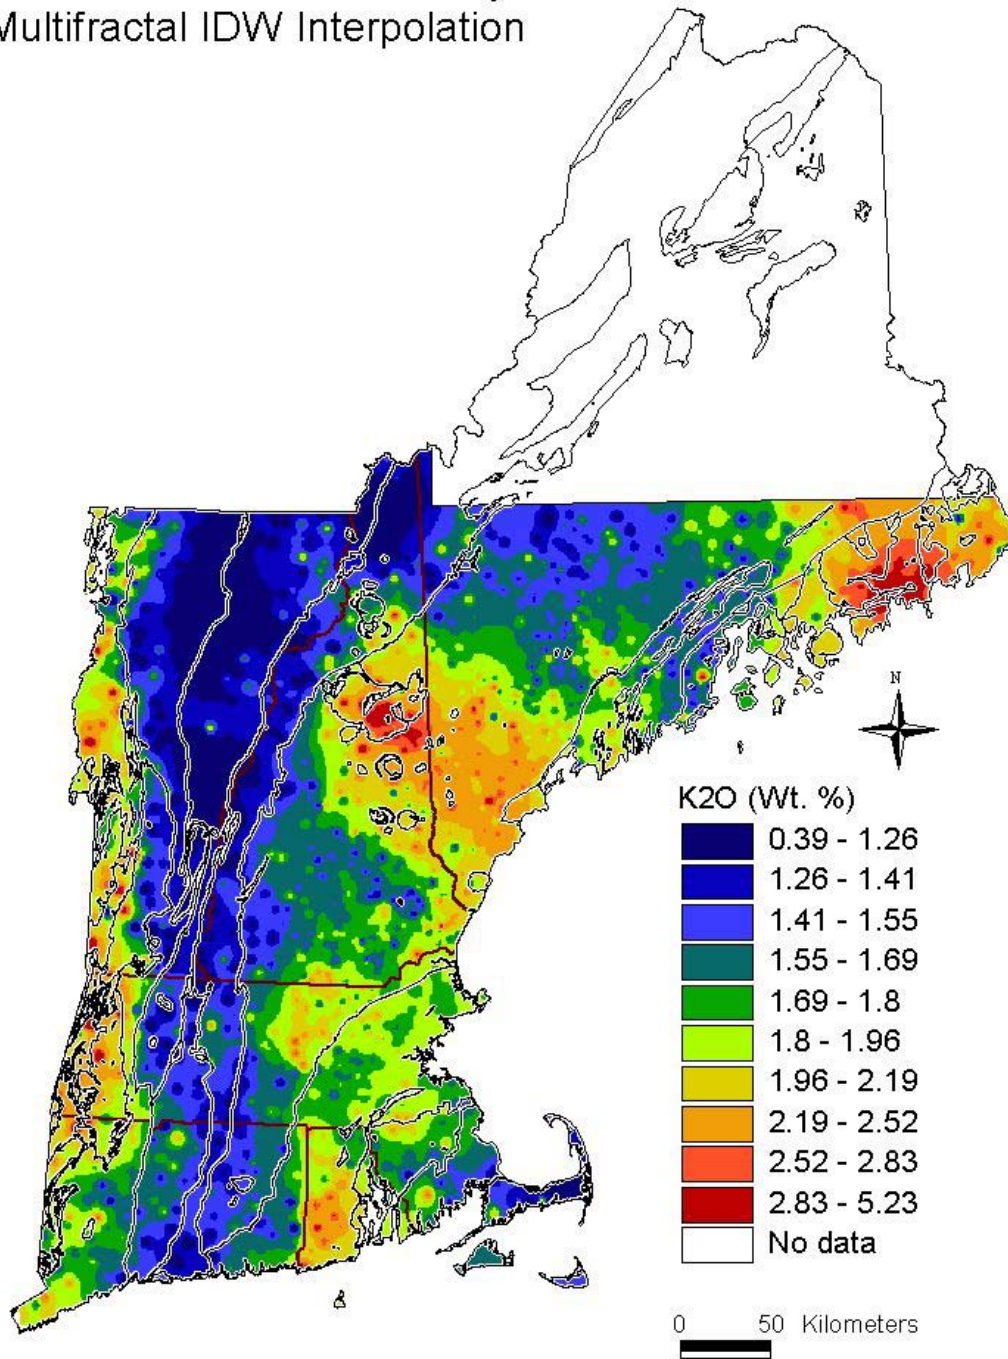 Multifractal IDW Interpolation
N
K2O (Wt. %)
0.39 - 1.26
1.26 - 1.41
1.41 - 1.55
1.55 - 1.69
1.69 - 1.8
1.8 - 1.96
1.96 - 2.19
2.19 - 2.52
2.52 - 2.83
2.83 - 5.23
No data
0 50 Kilometers